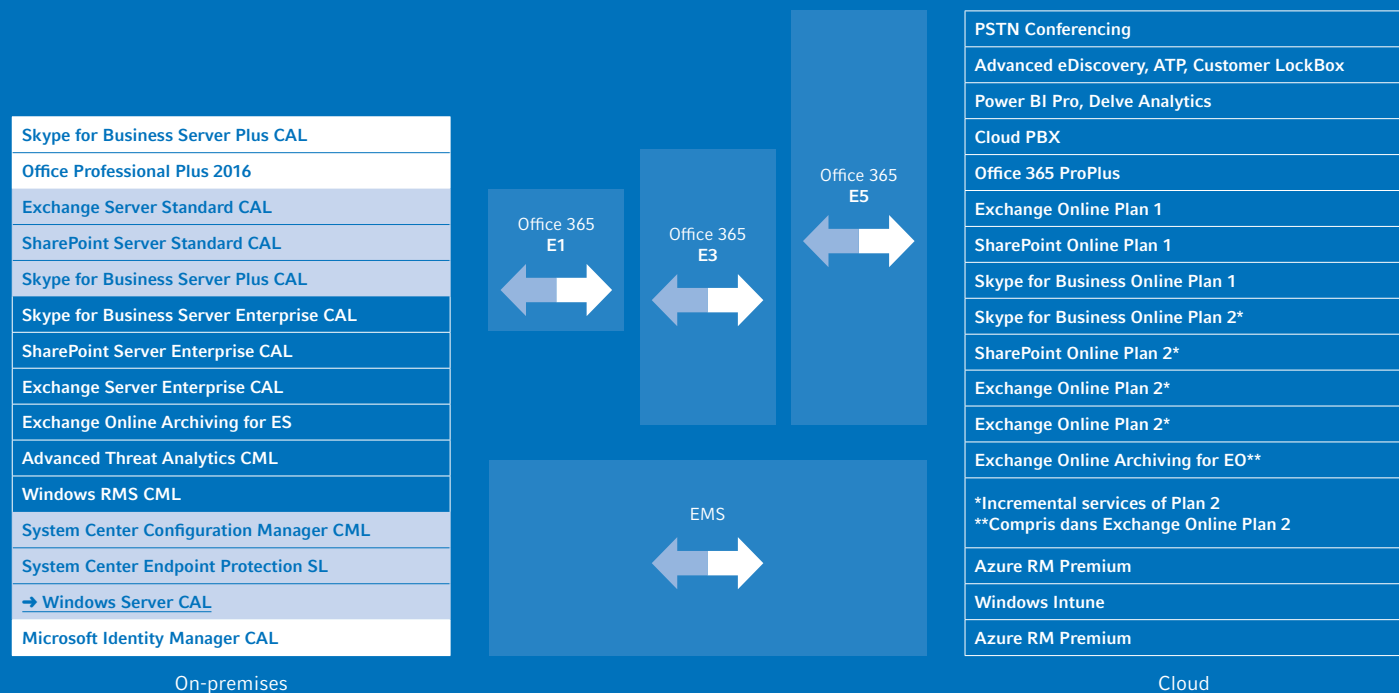 Skype for Business Server Plus CAL
Office Professional Plus 2016
Exchange Server Standard CAL
SharePoint Server Standard CAL
Skype for Business Server Plus CAL
Skype for Business Server Enterprise CAL
SharePoint Server Enterprise CAL
Exchange Server Enterprise CAL
Exchange Online Archiving for ES
Advanced Threat Analytics CML
Windows RMS CML
System Center Configuration Manager CML
System Center Endpoint Protection SL
➜ Windows Server CAL
Microsoft Identity Manager CAL
On-premises
Office 365
E1
Office 365
E3
Office 365
E5
EMS
PSTN Conferencing
Advanced eDiscovery, ATP, Customer LockBox
Power BI Pro, Delve Analytics
Cloud PBX
Office 365 ProPlus
Exchange Online Plan 1
SharePoint Online Plan 1
Skype for Business Online Plan 1
Skype for Business Online Plan 2*
SharePoint Online Plan 2*
Exchange Online Plan 2*
Exchange Online Plan 2*
Exchange Online Archiving for EO**
*Incremental services of Plan 2
**Compris dans Exchange Online Plan 2
Azure RM Premium
Windows Intune
Azure RM Premium
Cloud